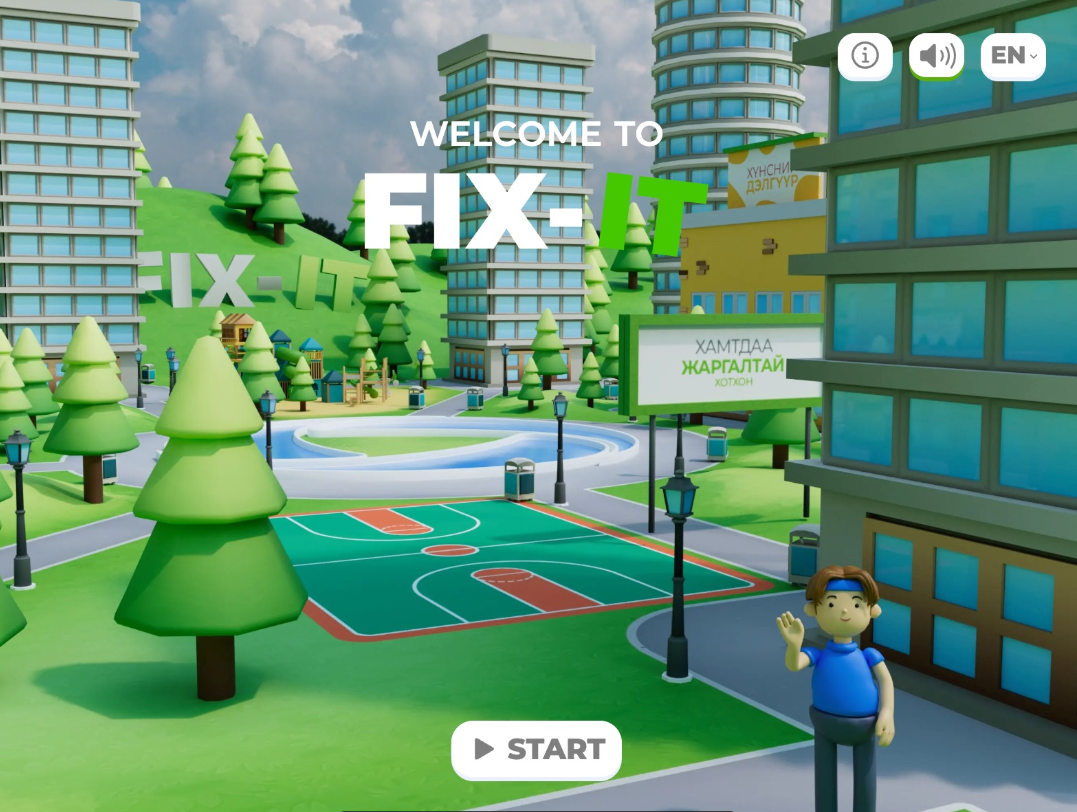 EN
WELCOME TO
FIX-IT
ХҮНСНИЙ
ДЭЛГҮҮР
FIX-IT
ХАМТДАА
ЖАРГАЛТАЙ
ХОТХОН
START